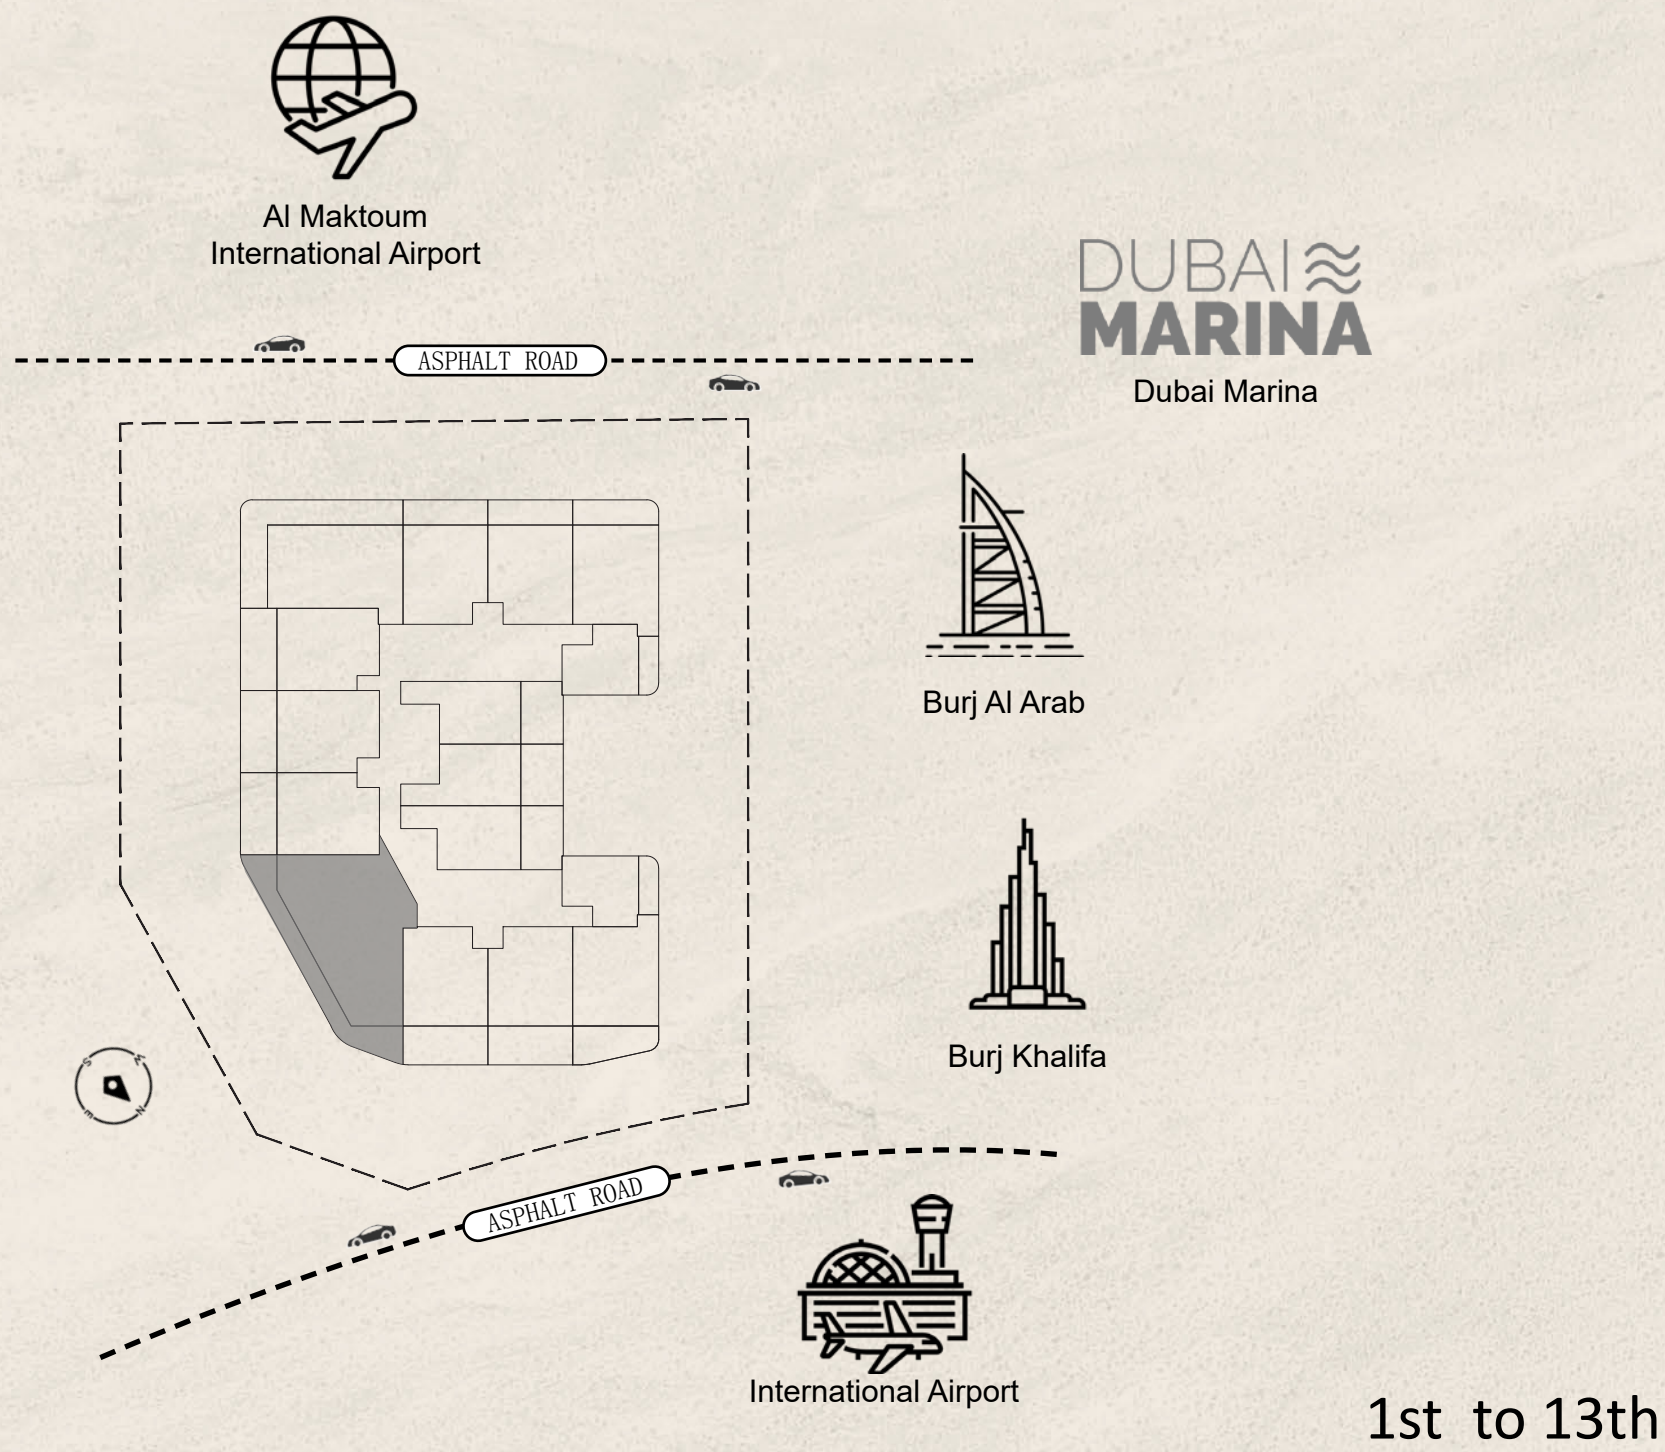 Al Maktoum
International Airport
DUBAI
MARINA
Dubai Marina
ASPHALT ROAD
Burj Al Arab
Burj Khalifa
S
W
E
N
ASPHALT ROAD
International Airport
1st to 13th